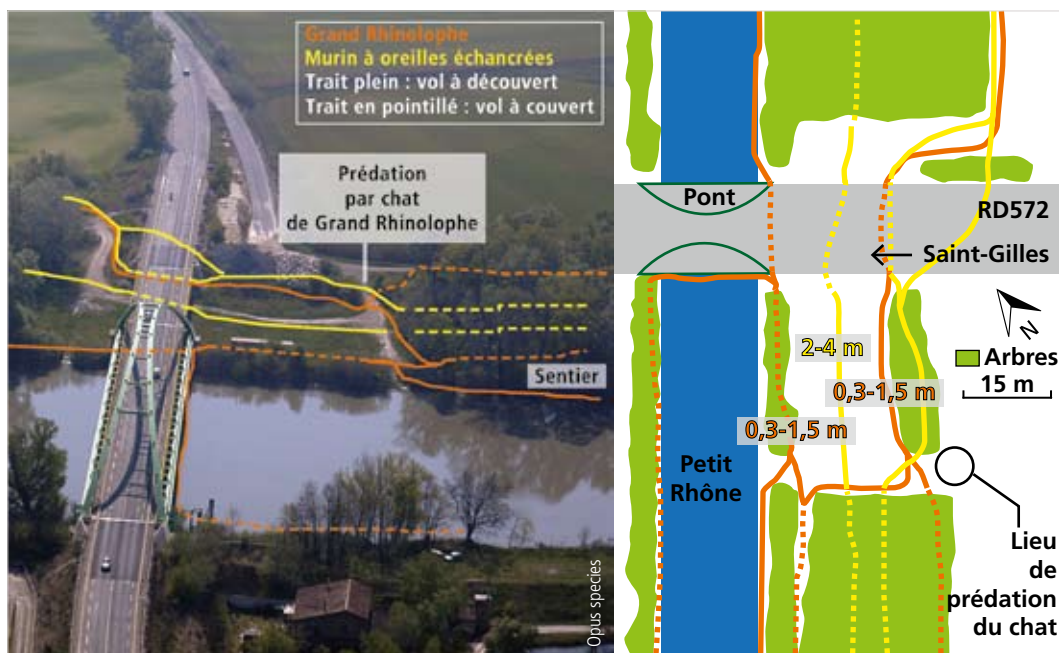 Grand Rhinolophe
Murin à oreilles échancrées
Trait plein : vol à découvert
Trait en pointillé : vol à couvert
Prédation
par chat
de Grand Rhinolophe
Sentier
Opus species
Pont
RD572
Saint-Gilles
N
2-4 m
Arbres
15 m
0,3-1,5 m
0,3-1,5 m
Petit
Rhône
Lieu
de
prédation
du chat